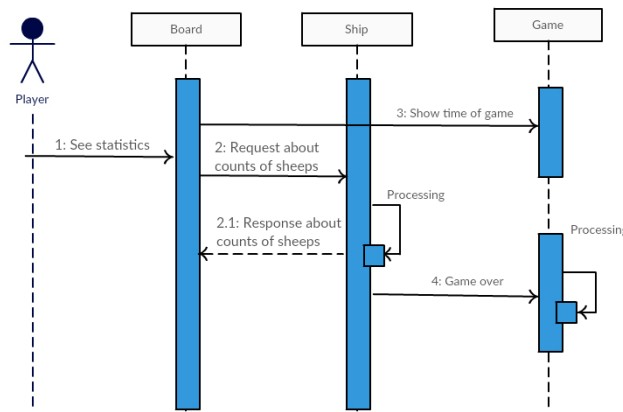 Board
Ship
Game
Player
3: Show time of game
1: See statistics
2: Request about
counts of sheeps
Processing
2.1: Response about
counts of sheeps
Processing
4: Game over